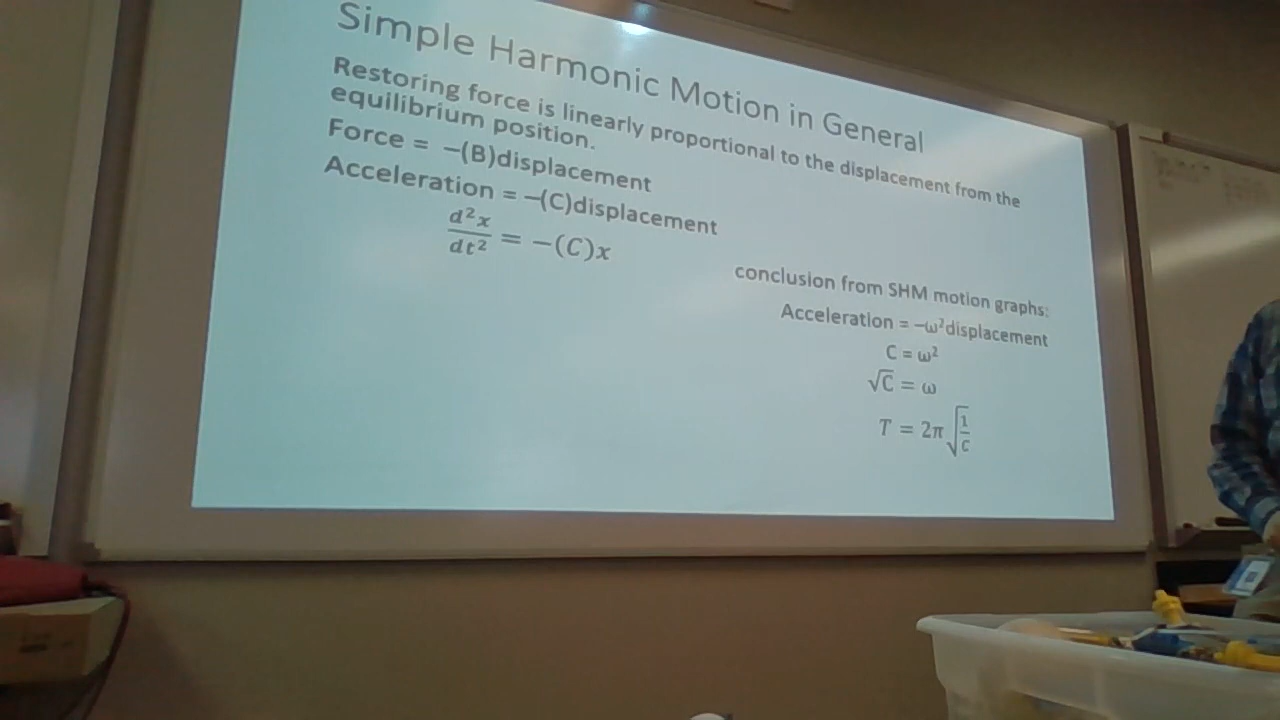 Simple Harmonic Motion in General
Restoring force is linearly proportional to the displacement from the
equilibrium position.
Force = −(B)displacement
Acceleration = −(C)displacement
d²x/dt² = −(C)x
conclusion from SHM motion graphs:
Acceleration = −ω²displacement
C = ω²
√C = ω
T = 2π√(1/C)